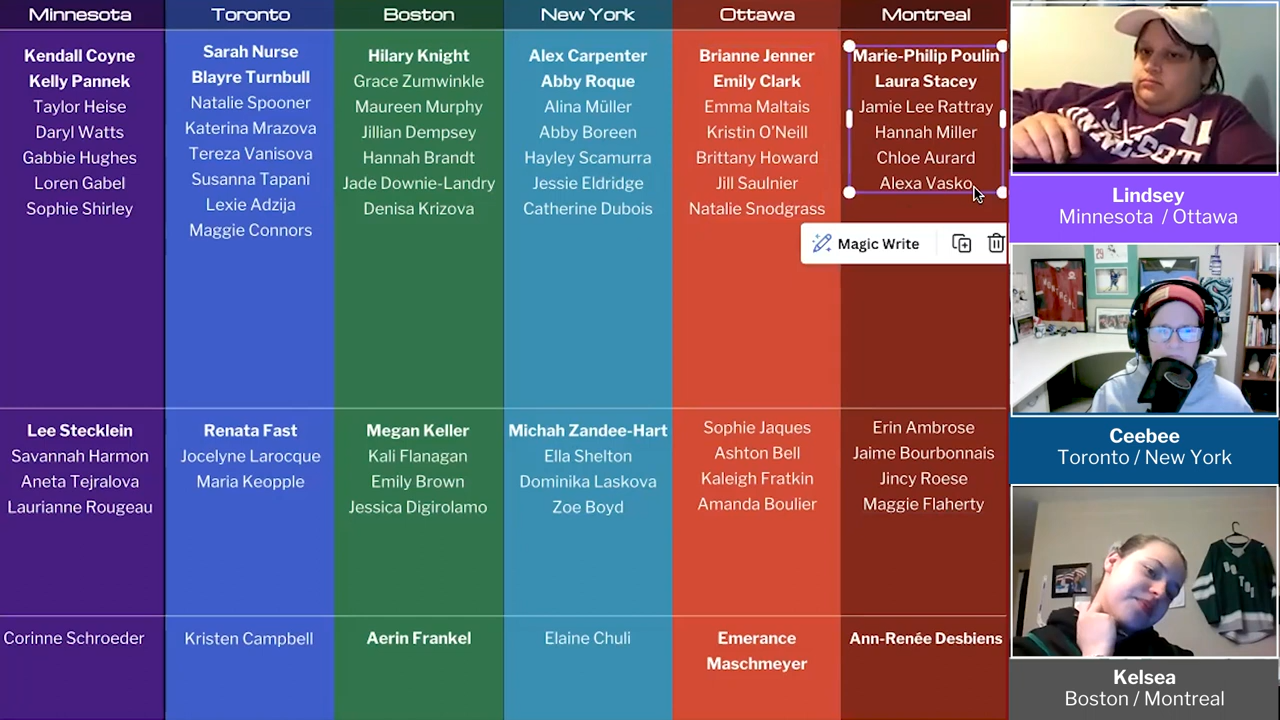 Minnesota
Toronto
Boston
New York
Ottawa
Montreal
Kendall Coyne
Kelly Pannek
Taylor Heise
Daryl Watts
Gabbie Hughes
Loren Gabel
Sophie Shirley
Sarah Nurse
Blayre Turnbull
Natalie Spooner
Katerina Mrazova
Tereza Vanisova
Susanna Tapani
Lexie Adzija
Maggie Connors
Hilary Knight
Grace Zumwinkle
Maureen Murphy
Jillian Dempsey
Hannah Brandt
Jade Downie-Landry
Denisa Krizova
Alex Carpenter
Abby Roque
Alina Müller
Abby Boreen
Hayley Scamurra
Jessie Eldridge
Catherine Dubois
Brianne Jenner
Emily Clark
Emma Maltais
Kristin O'Neill
Brittany Howard
Jill Saulnier
Natalie Snodgrass
Marie-Philip Poulin
Laura Stacey
Jamie Lee Rattray
Hannah Miller
Chloe Aurard
Alexa Vasko
Magic Write
Lee Stecklein
Savannah Harmon
Aneta Tejralova
Laurianne Rougeau
Renata Fast
Jocelyne Larocque
Maria Keopple
Megan Keller
Kali Flanagan
Emily Brown
Jessica Digirolamo
Micah Zandee-Hart
Ella Shelton
Dominika Laskova
Zoe Boyd
Sophie Jaques
Ashton Bell
Kaleigh Fratkin
Amanda Boulier
Erin Ambrose
Jaime Bourbonnais
Jincy Roese
Maggie Flaherty
Corinne Schroeder
Kristen Campbell
Aerin Frankel
Elaine Chuli
Emerance
Maschmeyer
Ann-Renée Desbiens
Lindsey
Minnesota / Ottawa
Ceebee
Toronto / New York
Kelsea
Boston / Montreal